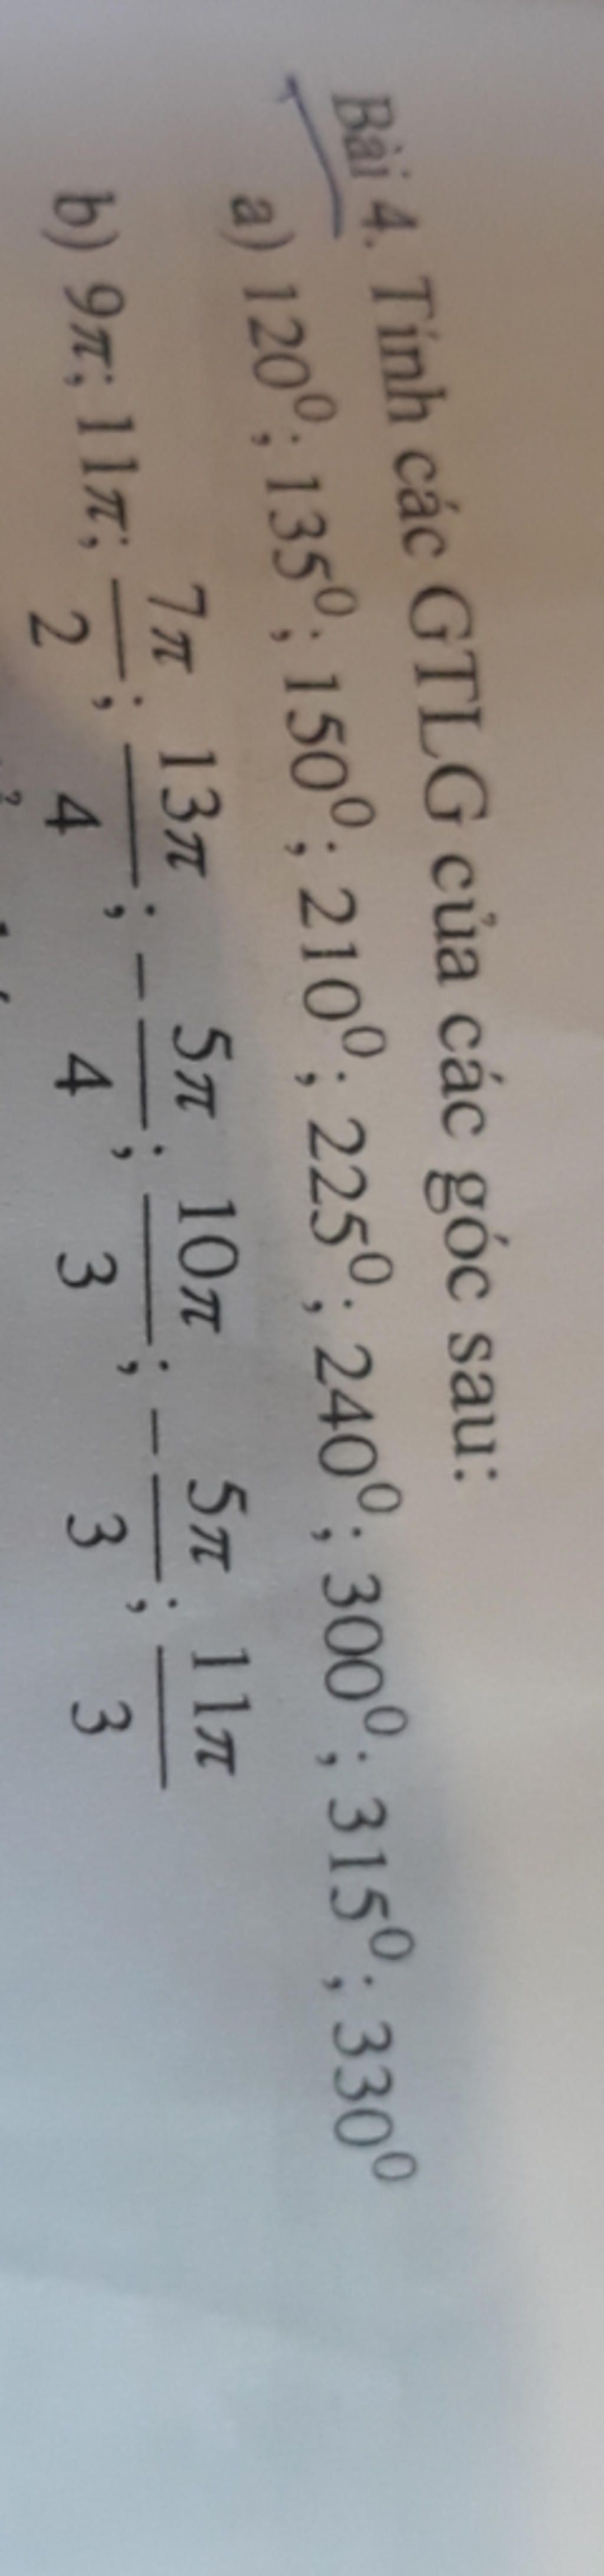 Bài 4. Tính các GTLG của các góc sau:
a) 120⁰; 135⁰; 150⁰; 210⁰; 225⁰; 240⁰; 300⁰; 315⁰; 330⁰
b) 9π; 11π; 7π/2; 13π/4; −5π/4; 10π/3; −5π/3; 11π/3